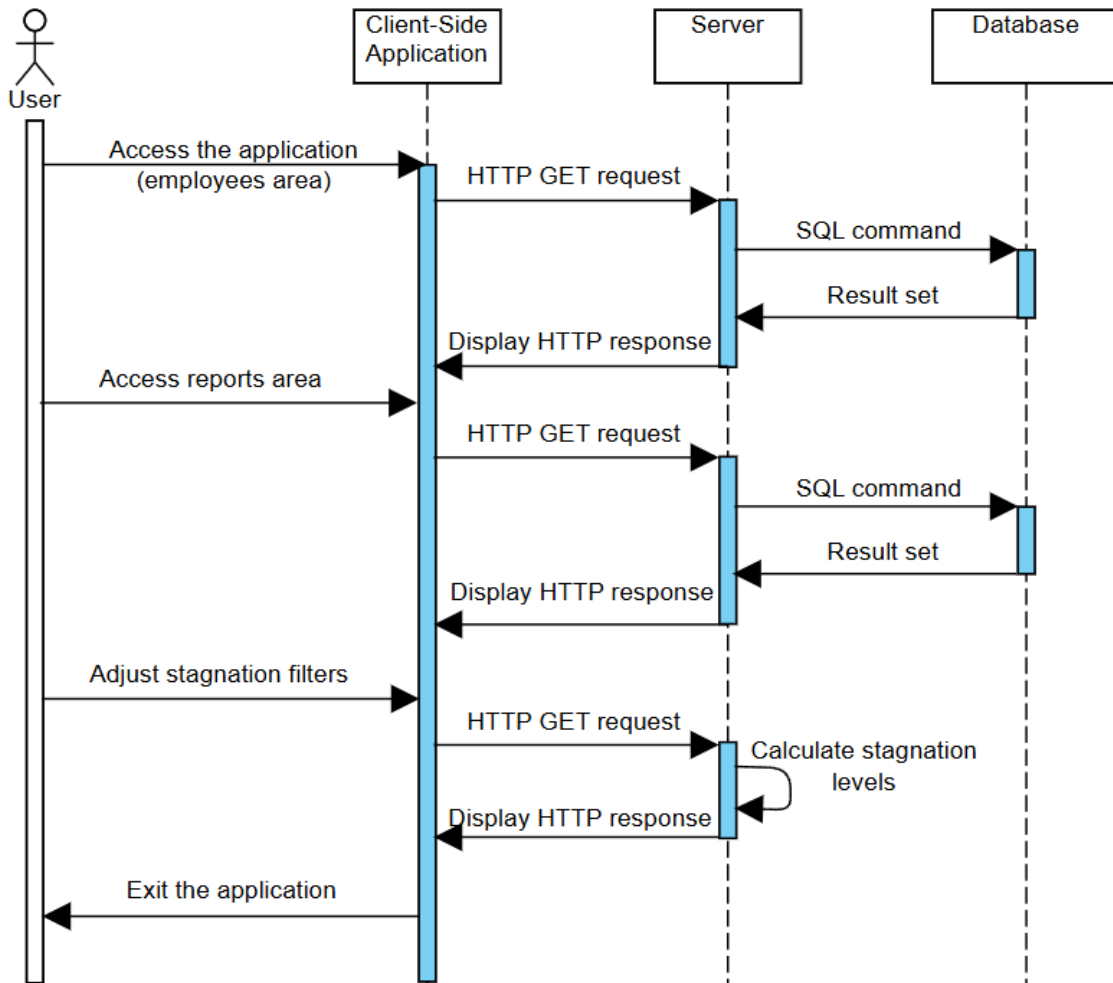 Client-Side
Application
Server
Database
User
Access the application
(employees area)
HTTP GET request
SQL command
Result set
Display HTTP response
Access reports area
HTTP GET request
SQL command
Result set
Display HTTP response
Adjust stagnation filters
HTTP GET request
Calculate stagnation
levels
Display HTTP response
Exit the application